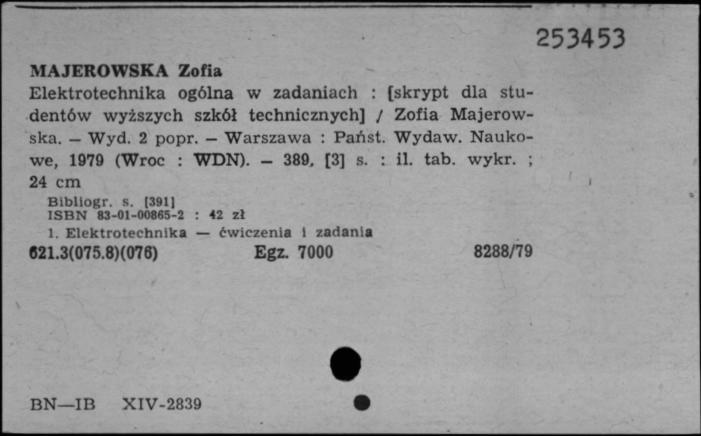 253453
MAJEROWSKA Zofia
Elektrotechnika ogólna w zadaniach : [skrypt dla stu-
dentów wyższych szkół technicznych] / Zofia Majerow-
ska. — Wyd. 2 popr. — Warszawa : Państ. Wydaw. Nauko-
we, 1979 (Wroc : WDN). — 389, [3] s. : il. tab. wykr. ;
24 cm
Bibliogr. s. [391]
ISBN 83-01-00865-2 : 42 zł
1. Elektrotechnika — ćwiczenia i zadania
621.3(075.8)(076) Egz. 7000 8288/79
BN—IB XIV-2839